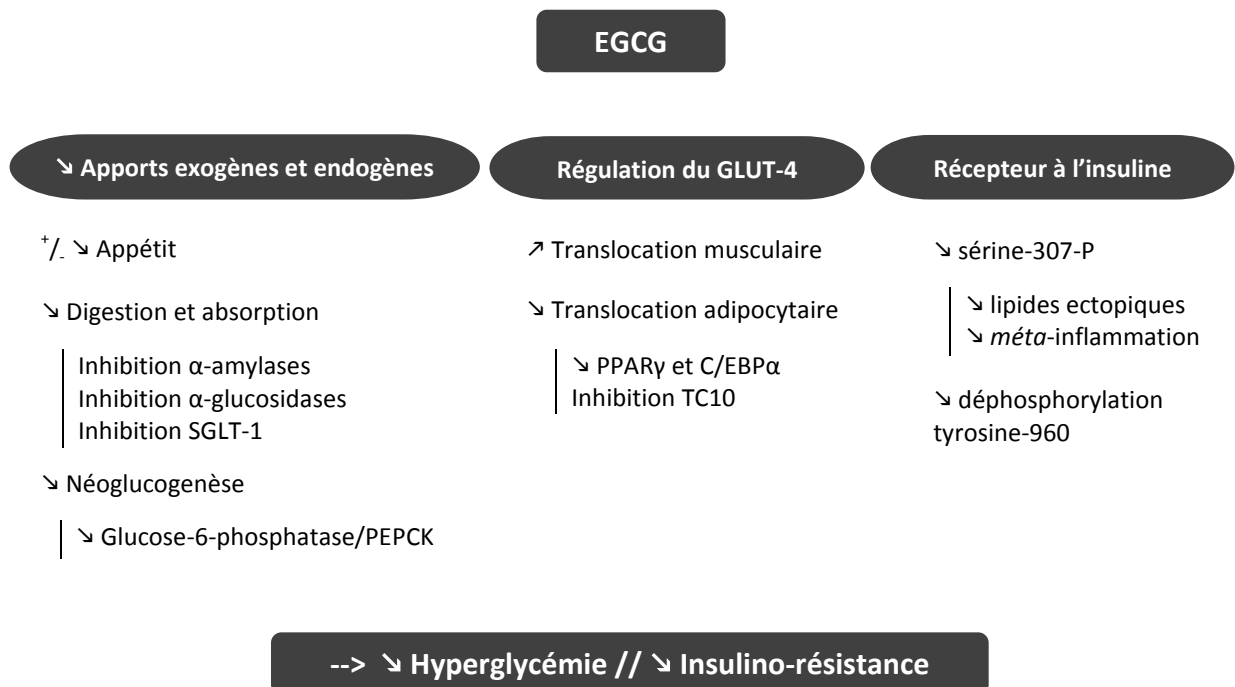 EGCG
↘ Apports exogènes et endogènes
⁺/₋ ↘ Appétit
↘ Digestion et absorption
Inhibition α-amylases
Inhibition α-glucosidases
Inhibition SGLT-1
↘ Néoglucogenèse
↘ Glucose-6-phosphatase/PEPCK
Régulation du GLUT-4
↗ Translocation musculaire
↘ Translocation adipocytaire
↘ PPARγ et C/EBPα
Inhibition TC10
Récepteur à l’insuline
↘ sérine-307-P
↘ lipides ectopiques
↘ méta-inflammation
↘ déphosphorylation
tyrosine-960
--> ↘ Hyperglycémie // ↘ Insulino-résistance